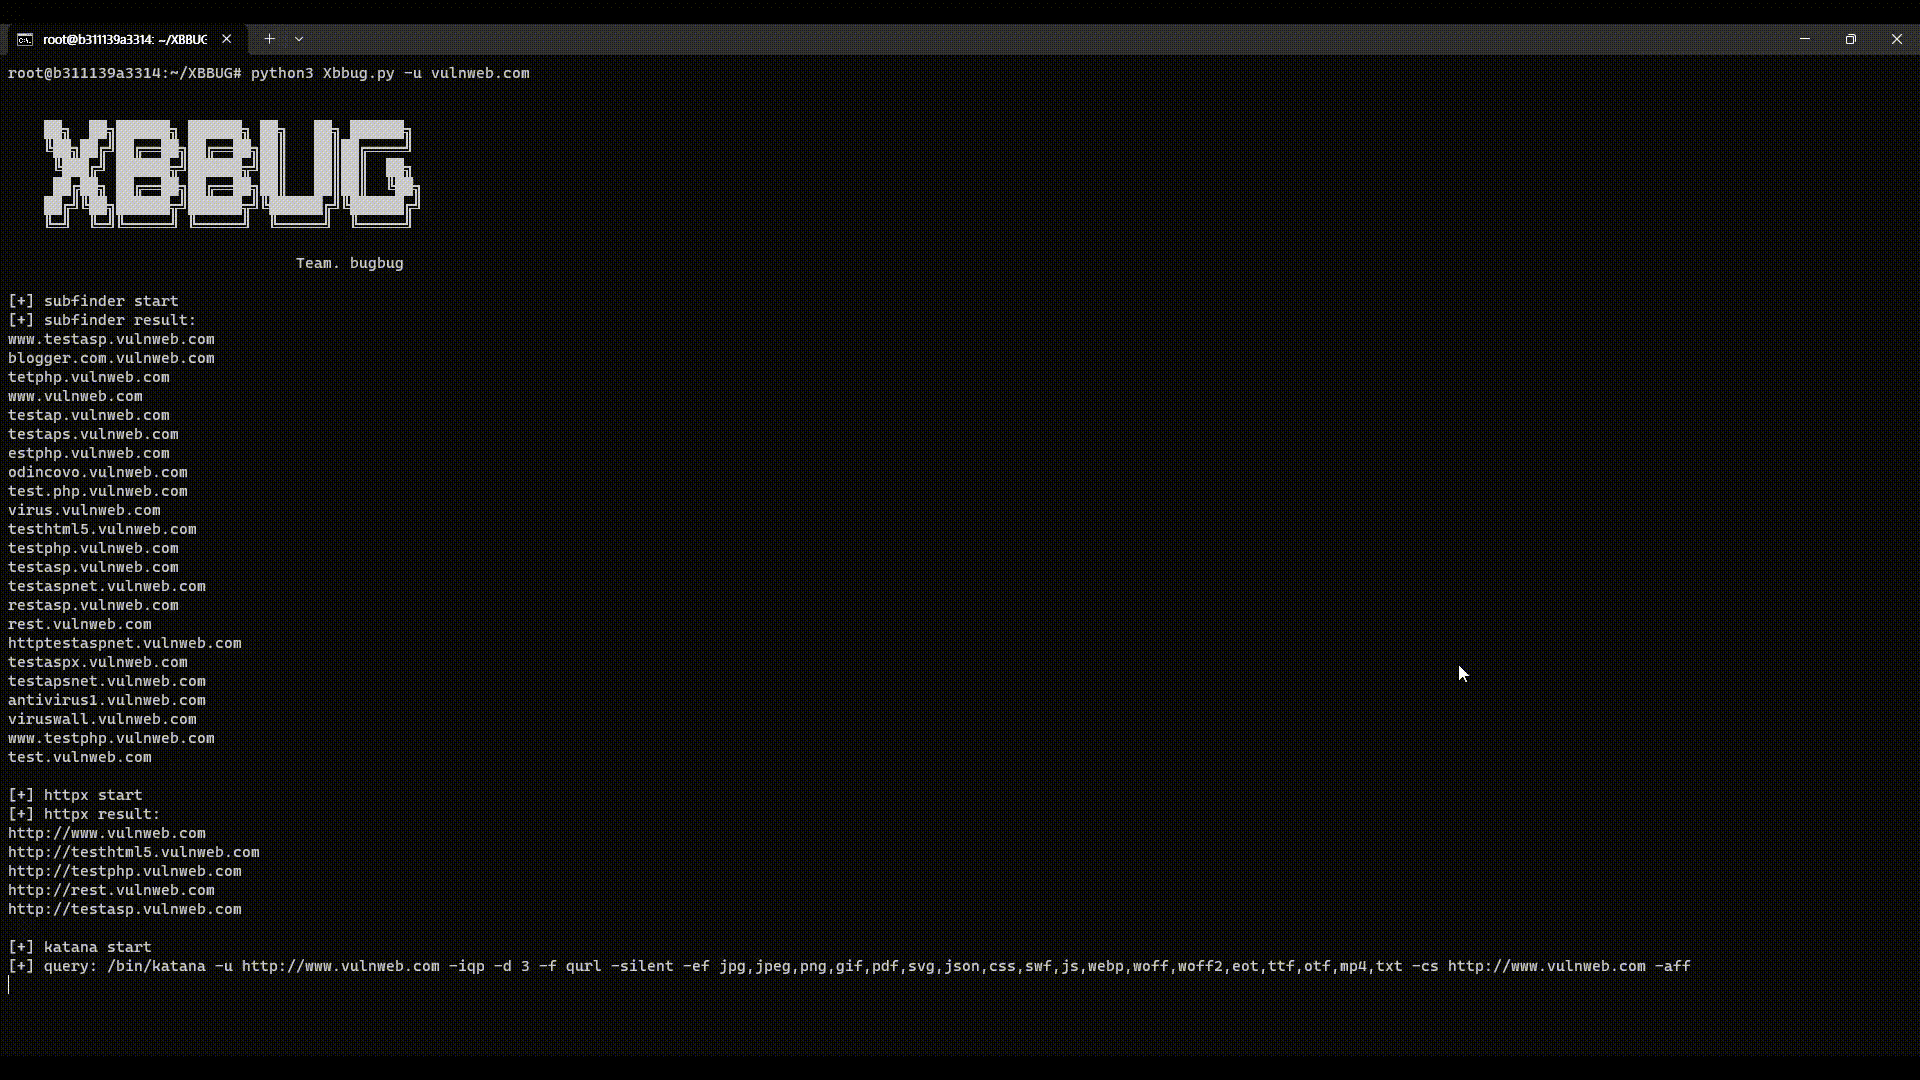 root@b311139a3314: ~/XBBUG
root@b311139a3314:~/XBBUG# python3 Xbbug.py -u vulnweb.com
XBBUG
Team. bugbug
[+] subfinder start
[+] subfinder result:
www.testasp.vulnweb.com
blogger.com.vulnweb.com
tetphp.vulnweb.com
www.vulnweb.com
testap.vulnweb.com
testaps.vulnweb.com
estphp.vulnweb.com
odincovo.vulnweb.com
test.php.vulnweb.com
virus.vulnweb.com
testhtml5.vulnweb.com
testphp.vulnweb.com
testasp.vulnweb.com
testaspnet.vulnweb.com
restasp.vulnweb.com
rest.vulnweb.com
httptestaspnet.vulnweb.com
testaspx.vulnweb.com
testapsnet.vulnweb.com
antivirus1.vulnweb.com
viruswall.vulnweb.com
www.testphp.vulnweb.com
test.vulnweb.com
[+] httpx start
[+] httpx result:
http://www.vulnweb.com
http://testhtml5.vulnweb.com
http://testphp.vulnweb.com
http://rest.vulnweb.com
http://testasp.vulnweb.com
[+] katana start
[+] query: /bin/katana -u http://www.vulnweb.com -iqp -d 3 -f qurl -silent -ef jpg,jpeg,png,gif,pdf,svg,json,css,swf,js,webp,woff,woff2,eot,ttf,otf,mp4,txt -cs http://www.vulnweb.com -aff